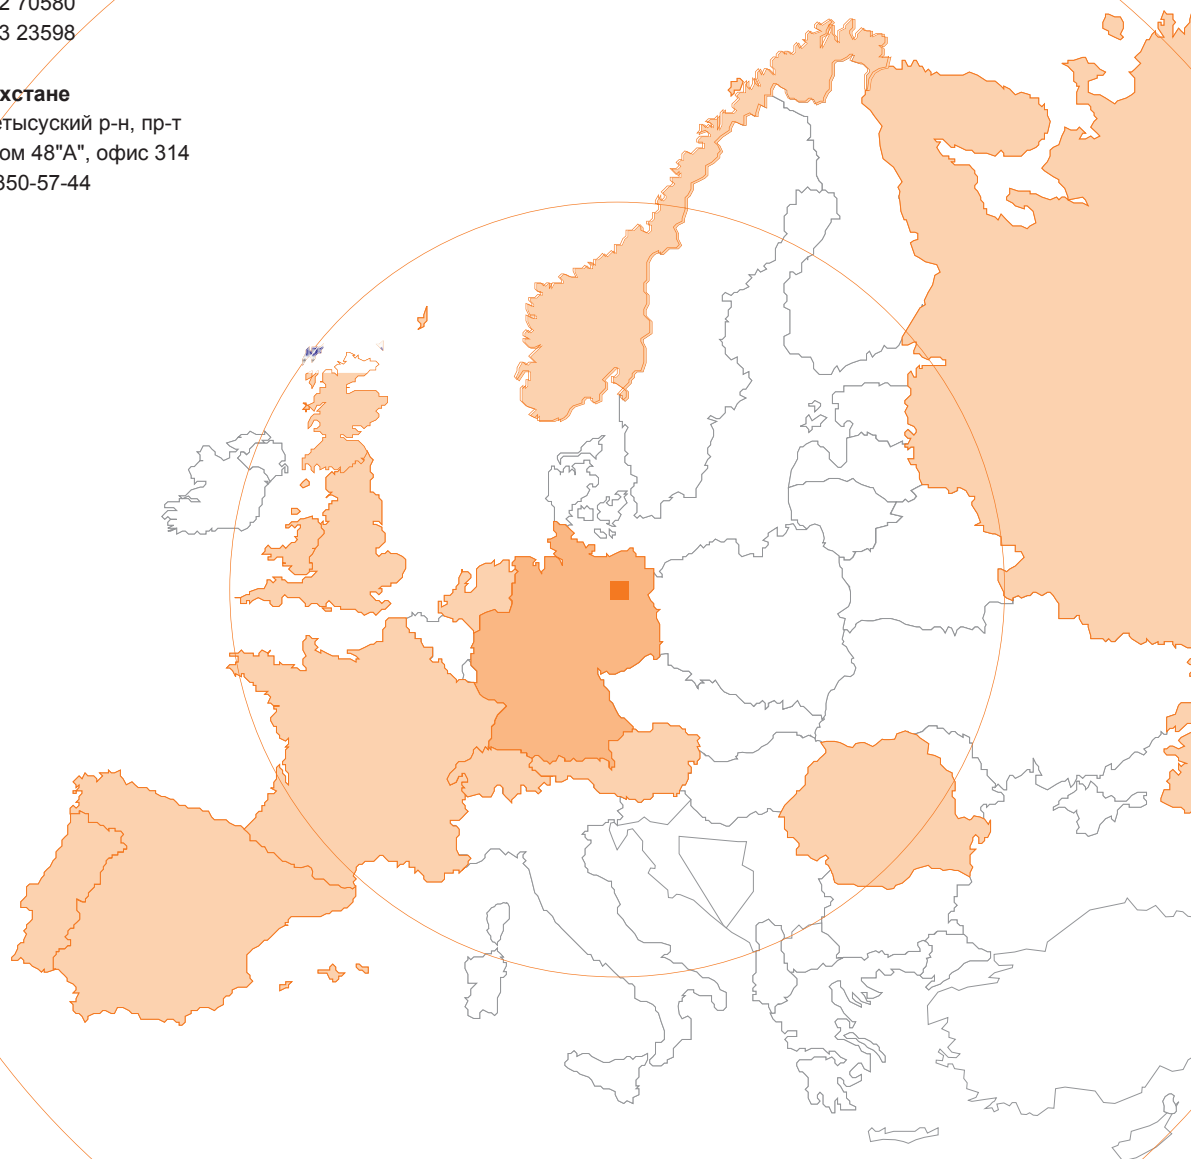 2 70580
3 23598
хстане
етысуский р-н, пр-т
ом 48"А", офис 314
350-57-44